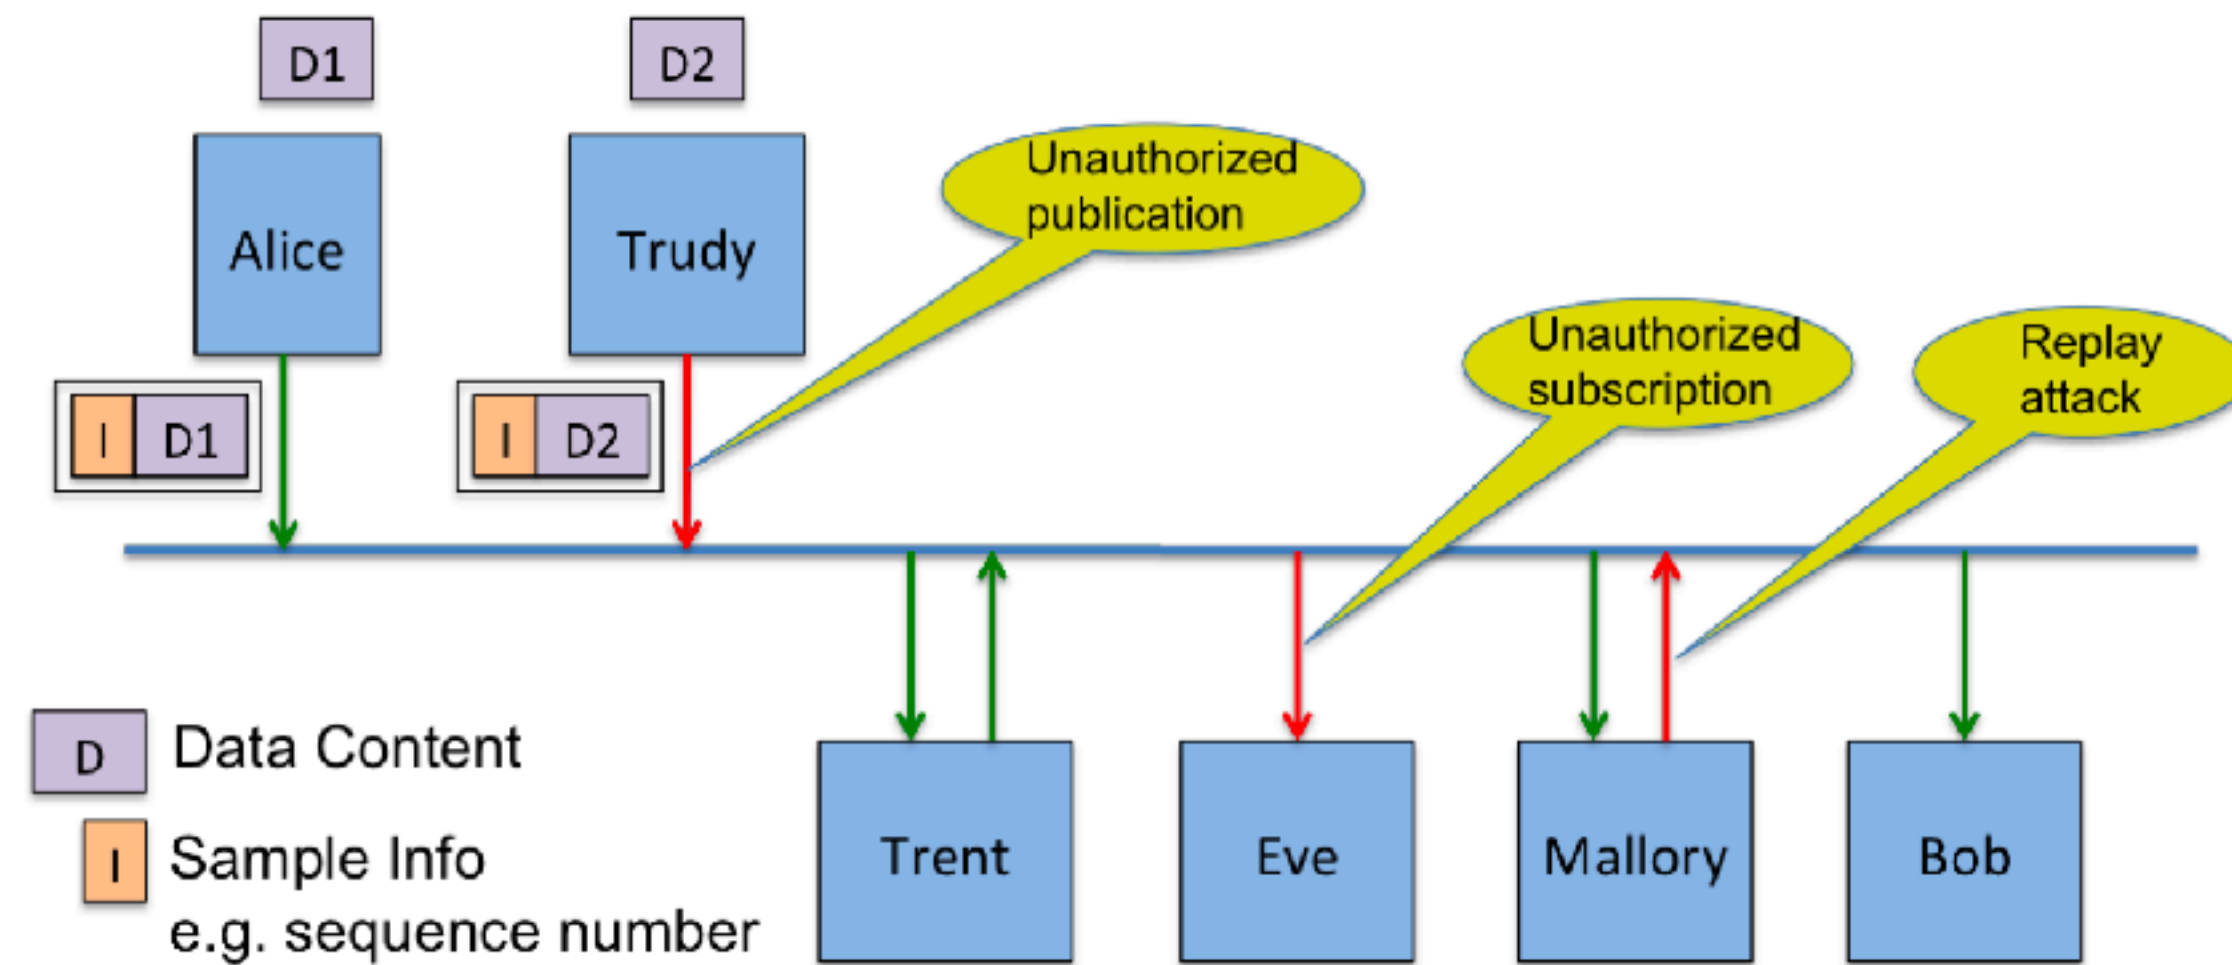 D1
D2
Alice
Trudy
Unauthorized
publication
Unauthorized
subscription
Replay
attack
I D1
I D2
D Data Content
I Sample Info
e.g. sequence number
Trent
Eve
Mallory
Bob